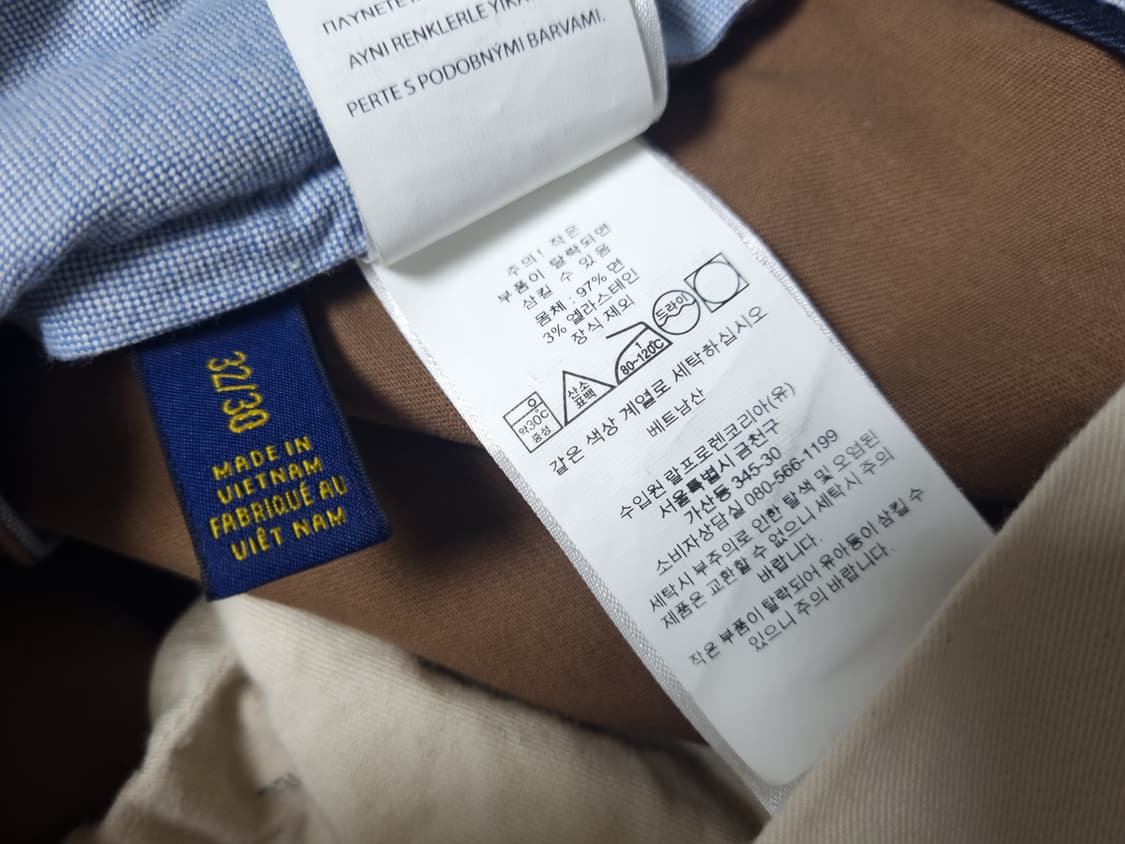 ΠΛΥΝΕΤΕ
AYNI RENKLERLE YIKA
PERTE S PODOBNÝMI BARVAMI.
주의! 작은
부품이 탈락되면
삼킬 수 있음
몸체 : 97% 면
3% 엘라스테인
장식 제외
약30℃
중성
산소
표백
1
80~120℃
드라이
같은 색상 계열로 세탁하십시오
베트남산
수입원 랄프로렌코리아(유)
서울특별시 금천구
가산동 345-30
소비자상담실 080-566-1199
세탁시 부주의로 인한 탈색 및 오염된
제품은 교환할 수 없으니 세탁시 주의
바랍니다.
작은 부품이 탈락되어 유아동이 삼킬 수
있으니 주의 바랍니다.
32/30
MADE IN
VIETNAM
FABRIQUÉ AU
VIÊT NAM